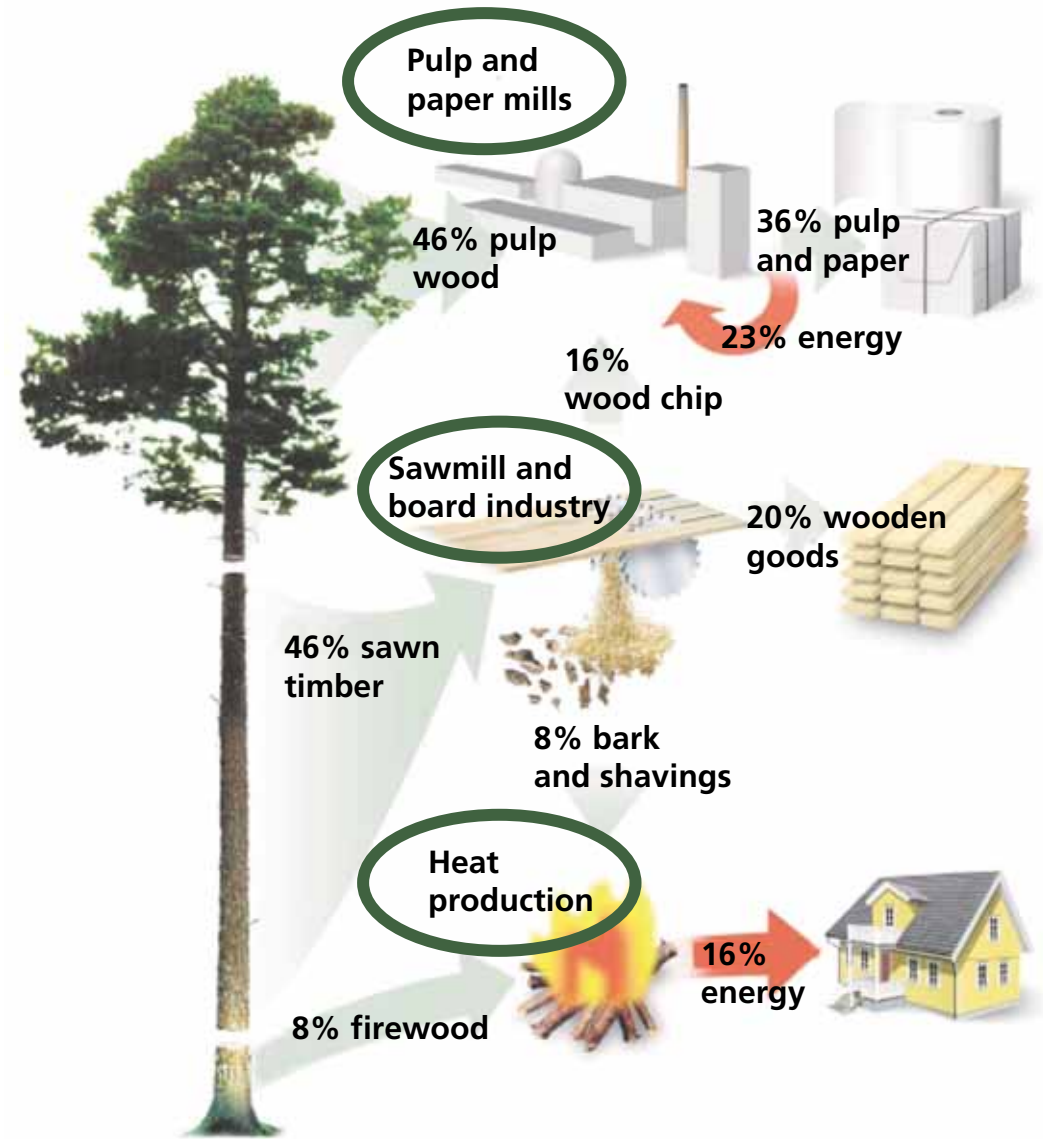 Pulp and
paper mills
46% pulp
wood
36% pulp
and paper
23% energy
16%
wood chip
Sawmill and
board industry
20% wooden
goods
46% sawn
timber
8% bark
and shavings
Heat
production
16%
energy
8% firewood